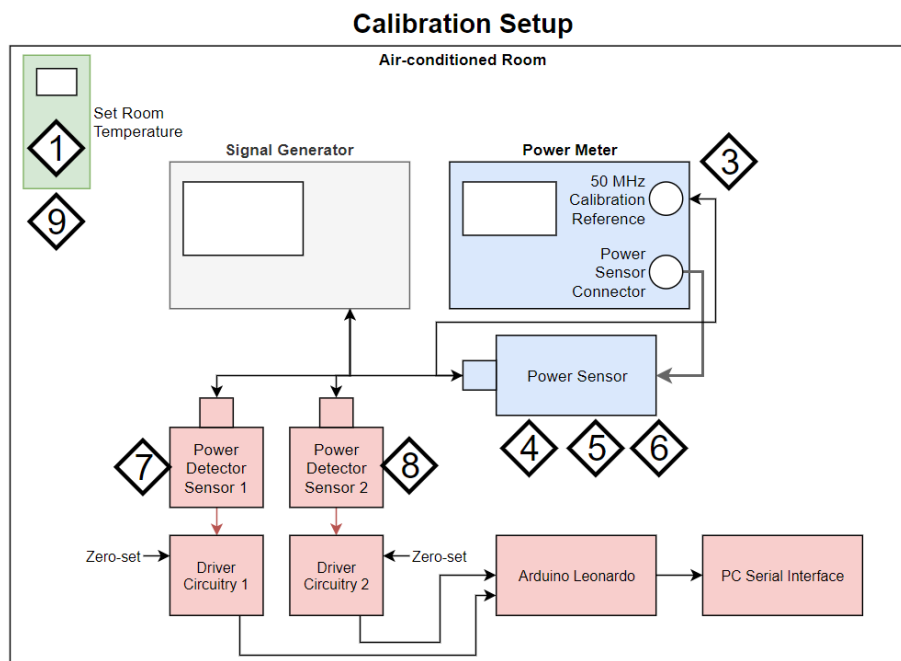 Calibration Setup
Air-conditioned Room
Set Room
Temperature
1
9
Signal Generator
Power Meter
50 MHz
Calibration
Reference
Power
Sensor
Connector
3
Power Sensor
4
5
6
7
Power
Detector
Sensor 1
Power
Detector
Sensor 2
8
Zero-set
Driver
Circuitry 1
Driver
Circuitry 2
Zero-set
Arduino Leonardo
PC Serial Interface